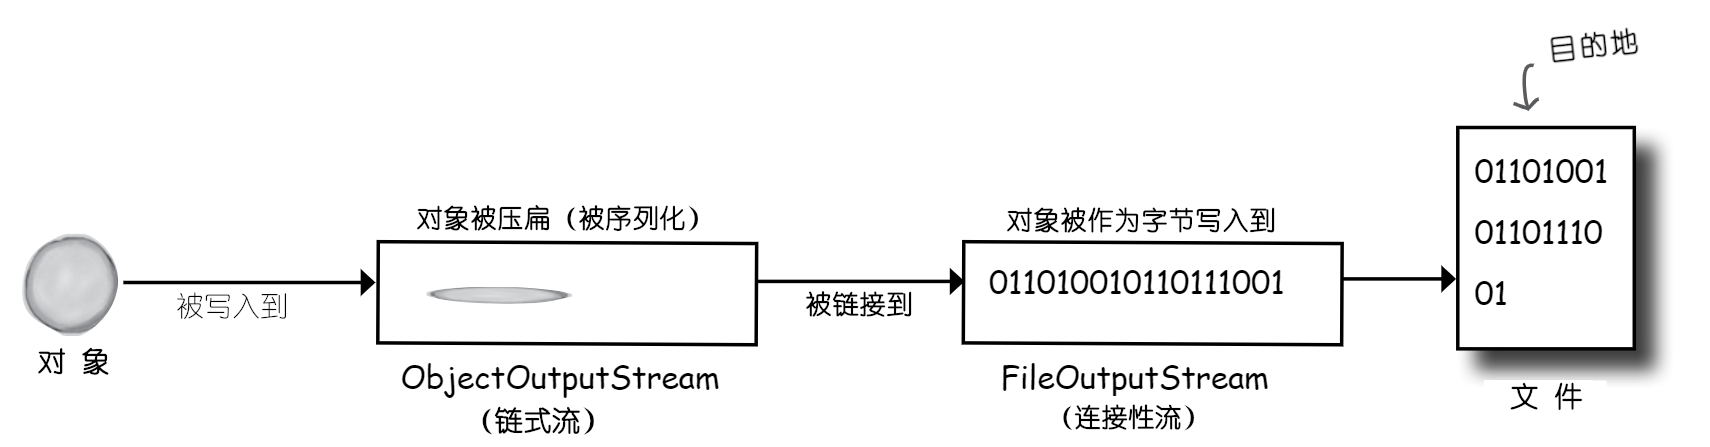 目的地
对象
被写入到
对象被压扁（被序列化）
ObjectOutputStream
（链式流）
被链接到
对象被作为字节写入到
011010010110111001
FileOutputStream
（连接性流）
01101001
01101110
01
文件